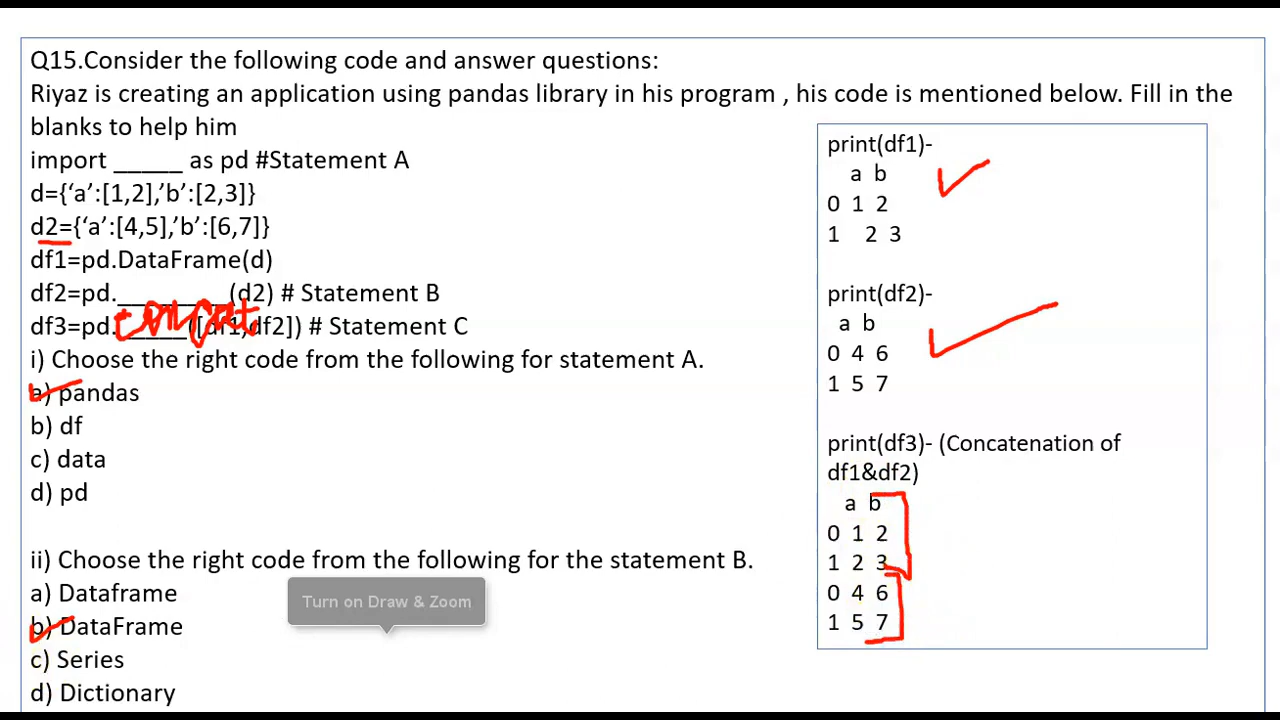 Q15.Consider the following code and answer questions:
Riyaz is creating an application using pandas library in his program , his code is mentioned below. Fill in the
blanks to help him
import _____ as pd #Statement A
d={‘a’:[1,2],’b’:[2,3]}
d2={‘a’:[4,5],’b’:[6,7]}
df1=pd.DataFrame(d)
df2=pd.________(d2) # Statement B
concat
df3=pd._____([df1,df2]) # Statement C
i) Choose the right code from the following for statement A.
a) pandas
b) df
c) data
d) pd
ii) Choose the right code from the following for the statement B.
a) Dataframe
b) DataFrame
c) Series
d) Dictionary
Turn on Draw & Zoom
print(df1)-
a b
0 1 2
1 2 3
print(df2)-
a b
0 4 6
1 5 7
print(df3)- (Concatenation of
df1&df2)
a b
0 1 2
1 2 3
0 4 6
1 5 7